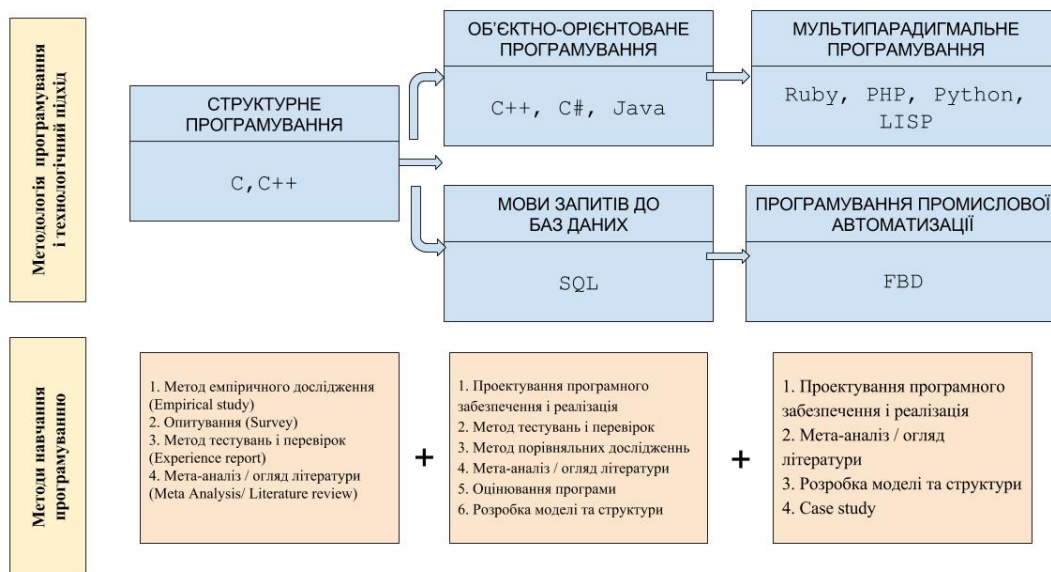 Методологія програмування
і технологічний підхід
СТРУКТУРНЕ
ПРОГРАМУВАННЯ
C,C++
ОБ'ЄКТНО-ОРІЄНТОВАНЕ
ПРОГРАМУВАННЯ
C++, C#, Java
МУЛЬТИПАРАДИГМАЛЬНЕ
ПРОГРАМУВАННЯ
Ruby, PHP, Python,
LISP
МОВИ ЗАПИТІВ ДО
БАЗ ДАНИХ
SQL
ПРОГРАМУВАННЯ ПРОМИСЛОВОЇ
АВТОМАТИЗАЦІЇ
FBD
Методи навчання
програмуванню
1. Метод емпіричного дослідження
(Empirical study)
2. Опитування (Survey)
3. Метод тестувань і перевірок
(Experience report)
4. Мета-аналіз / огляд літератури
(Meta Analysis/ Literature review)
+
1. Проектування програмного
забезпечення і реалізація
2. Метод тестувань і перевірок
3. Метод порівняльних дослідженнь
4. Мета-аналіз / огляд літератури
5. Оцінювання програми
6. Розробка моделі та структури
+
1. Проектування програмного
забезпечення і реалізація
2. Мета-аналіз / огляд
літератури
3. Розробка моделі та структури
4. Case study